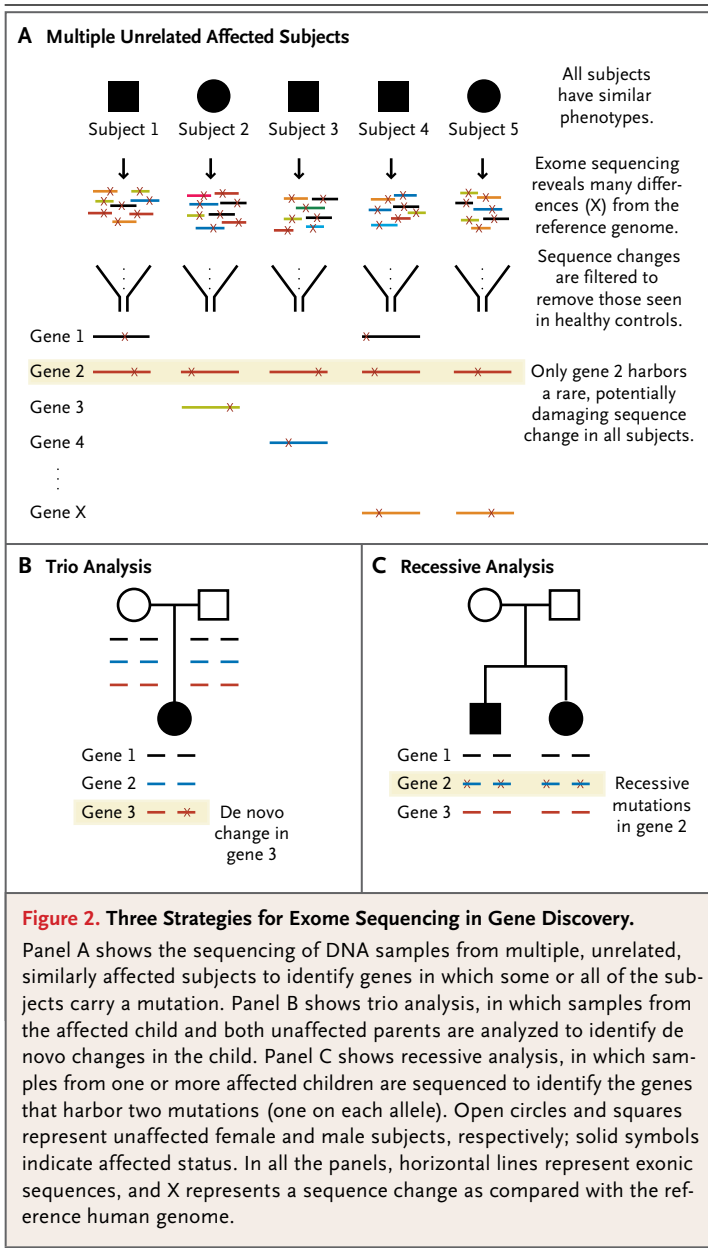 A Multiple Unrelated Affected Subjects
All subjects
have similar
phenotypes.
Subject 1 Subject 2 Subject 3 Subject 4 Subject 5
Exome sequencing
reveals many differ-
ences (X) from the
reference genome.
Sequence changes
are filtered to
remove those seen
in healthy controls.
Gene 1
Gene 2
Only gene 2 harbors
a rare, potentially
damaging sequence
change in all subjects.
Gene 3
Gene 4
Gene X
B Trio Analysis
Gene 1
Gene 2
Gene 3
De novo
change in
gene 3
C Recessive Analysis
Gene 1
Gene 2
Gene 3
Recessive
mutations
in gene 2
Figure 2. Three Strategies for Exome Sequencing in Gene Discovery.
Panel A shows the sequencing of DNA samples from multiple, unrelated,
similarly affected subjects to identify genes in which some or all of the sub-
jects carry a mutation. Panel B shows trio analysis, in which samples from
the affected child and both unaffected parents are analyzed to identify de
novo changes in the child. Panel C shows recessive analysis, in which sam-
ples from one or more affected children are sequenced to identify the genes
that harbor two mutations (one on each allele). Open circles and squares
represent unaffected female and male subjects, respectively; solid symbols
indicate affected status. In all the panels, horizontal lines represent exonic
sequences, and X represents a sequence change as compared with the ref-
erence human genome.